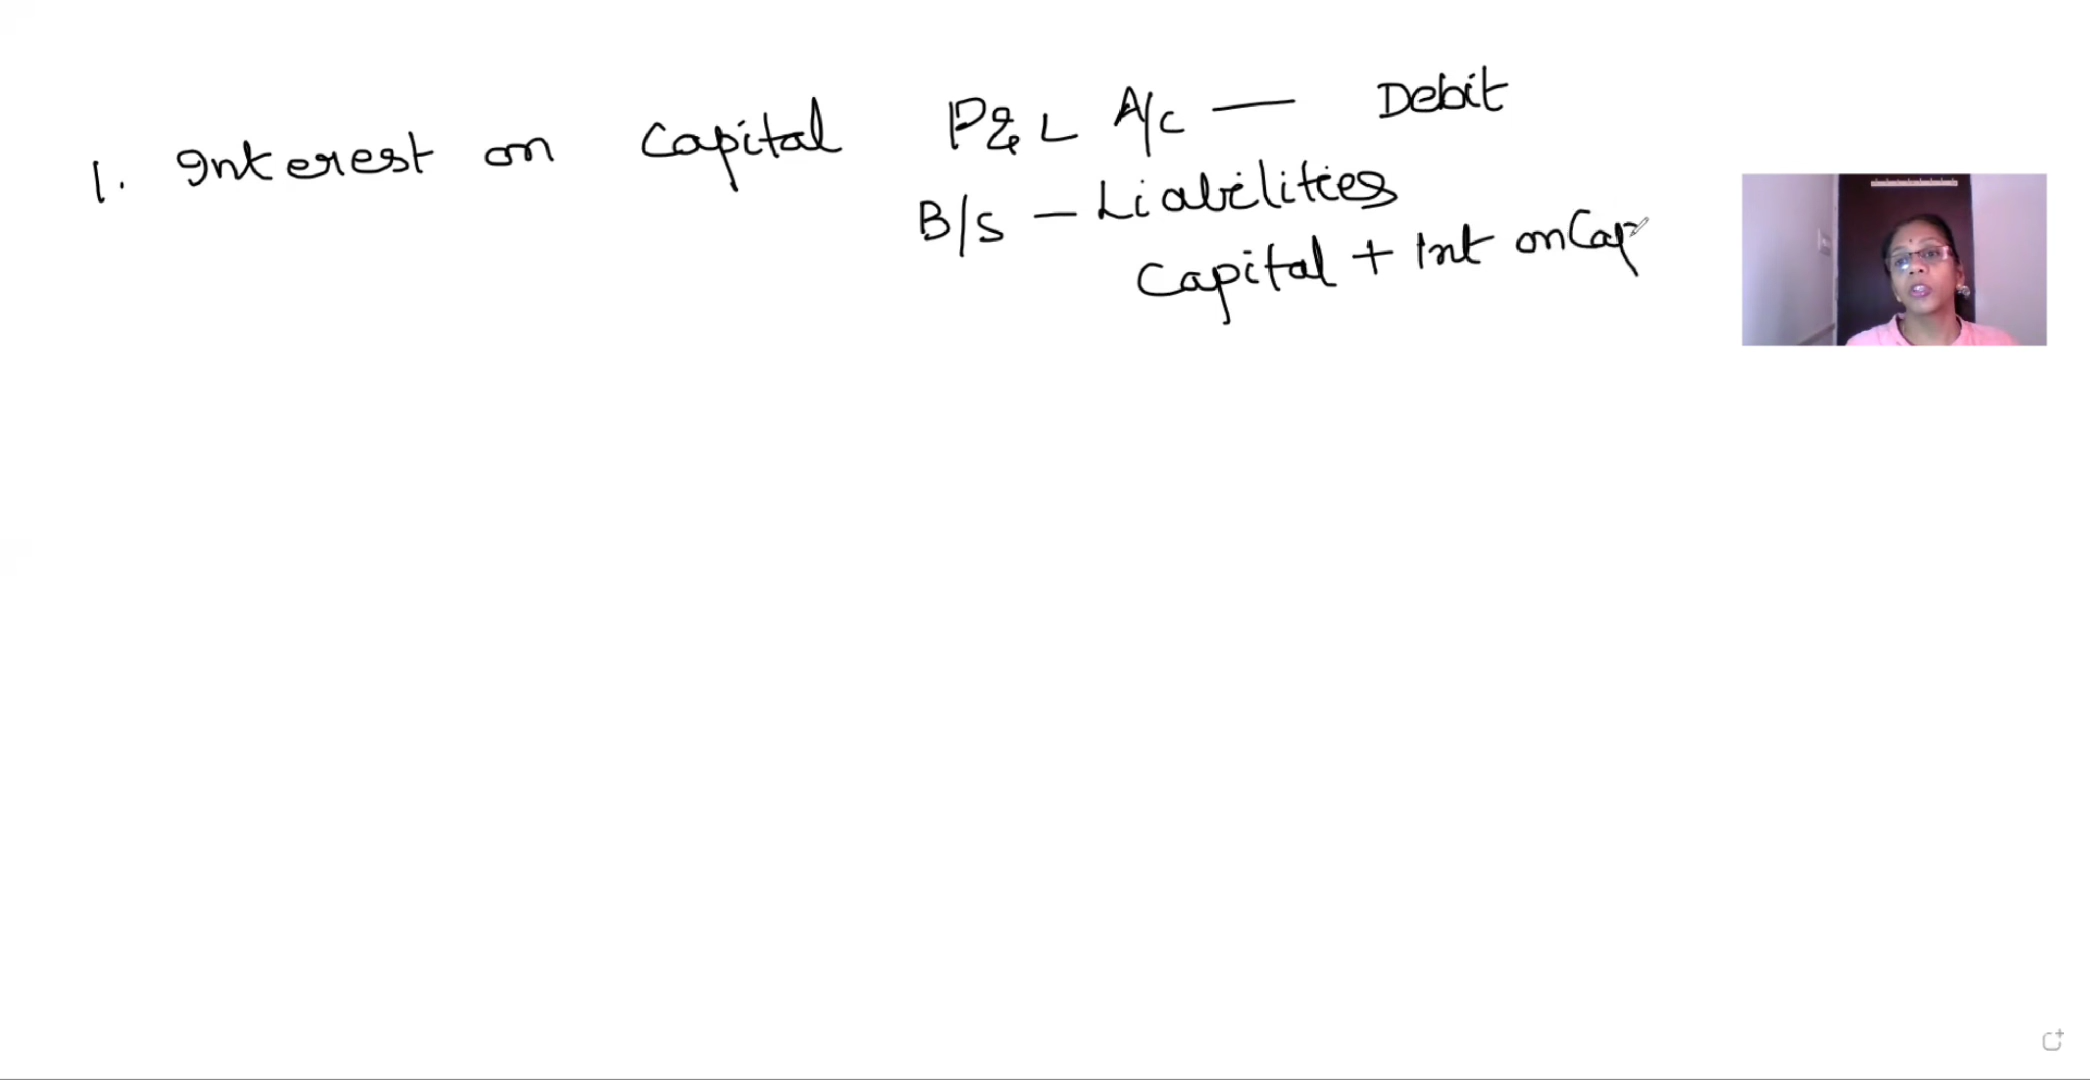 1. Interest on Capital P & L A/c — Debit
B/S — Liabilities
Capital + Int on Cap